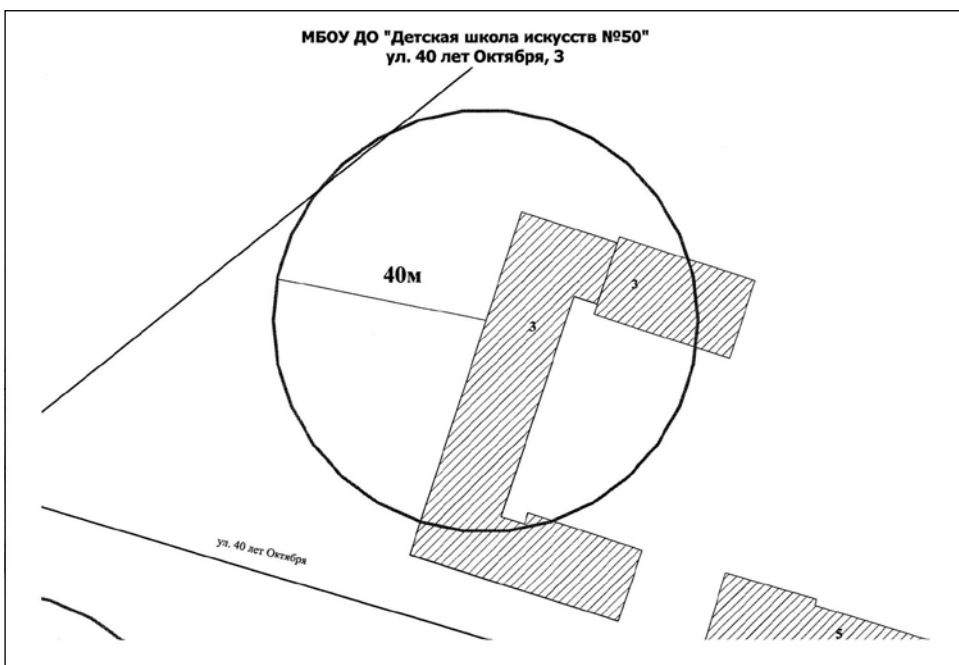 МБОУ ДО "Детская школа искусств №50"
ул. 40 лет Октября, 3
40м
3
3
ул. 40 лет Октября
5